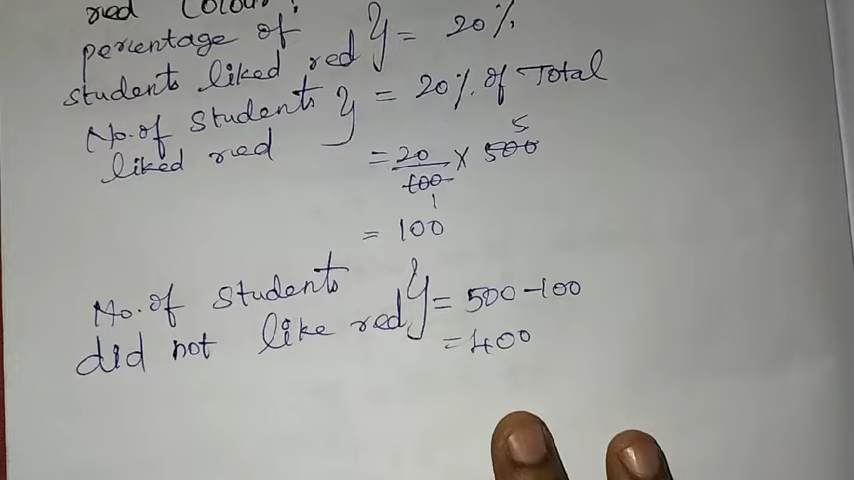 red Colour?
percentage of
students liked red } = 20%
No. of students
liked red } = 20% of Total
= 20/100 × 500
5
1
= 100
No. of students
did not like red } = 500 - 100
= 400